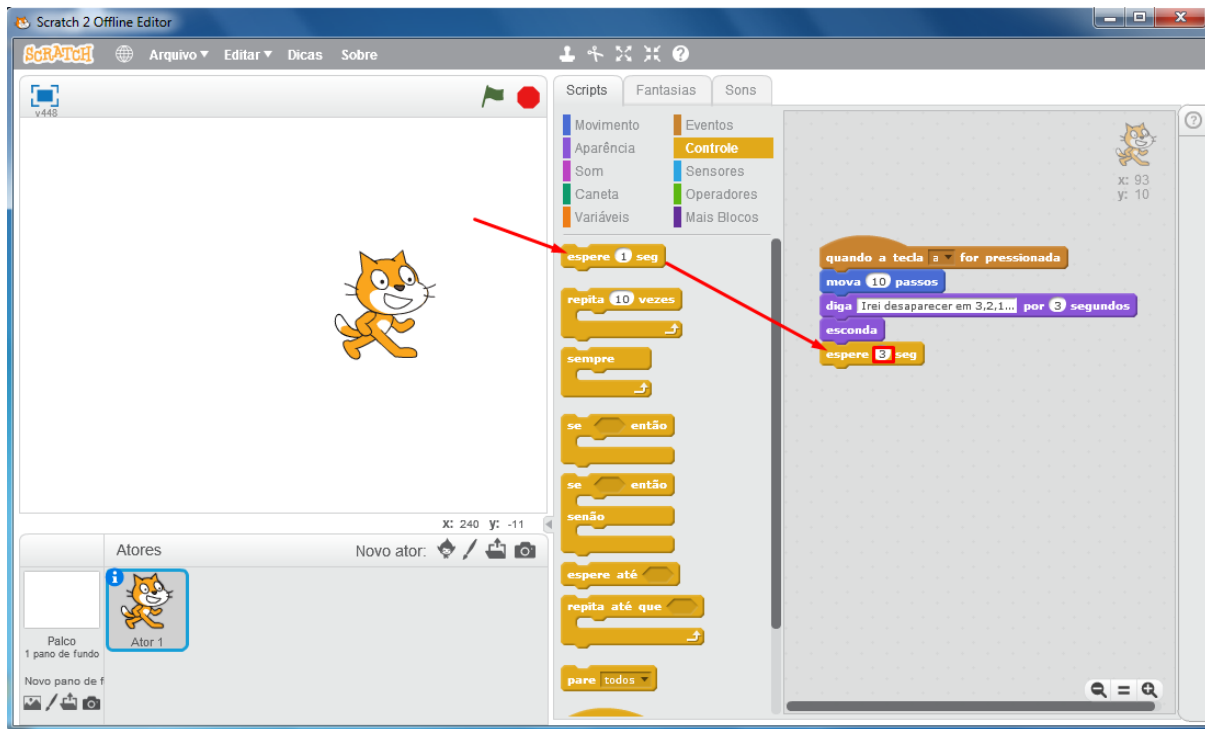 Scratch 2 Offline Editor
SCRATCH Arquivo Editar Dicas Sobre
v448
Scripts Fantasias Sons
Movimento Eventos
Aparência Controle
Som Sensores
Caneta Operadores
Variáveis Mais Blocos
espere 1 seg
repita 10 vezes
sempre
se então
se então
senão
espere até
repita até que
pare todos
x: 93
y: 10
quando a tecla a for pressionada
mova 10 passos
diga Irei desaparecer em 3,2,1... por 3 segundos
esconda
espere 3 seg
X: 240 y: -11
Atores Novo ator:
Palco
1 pano de fundo
Ator 1
Novo pano de f